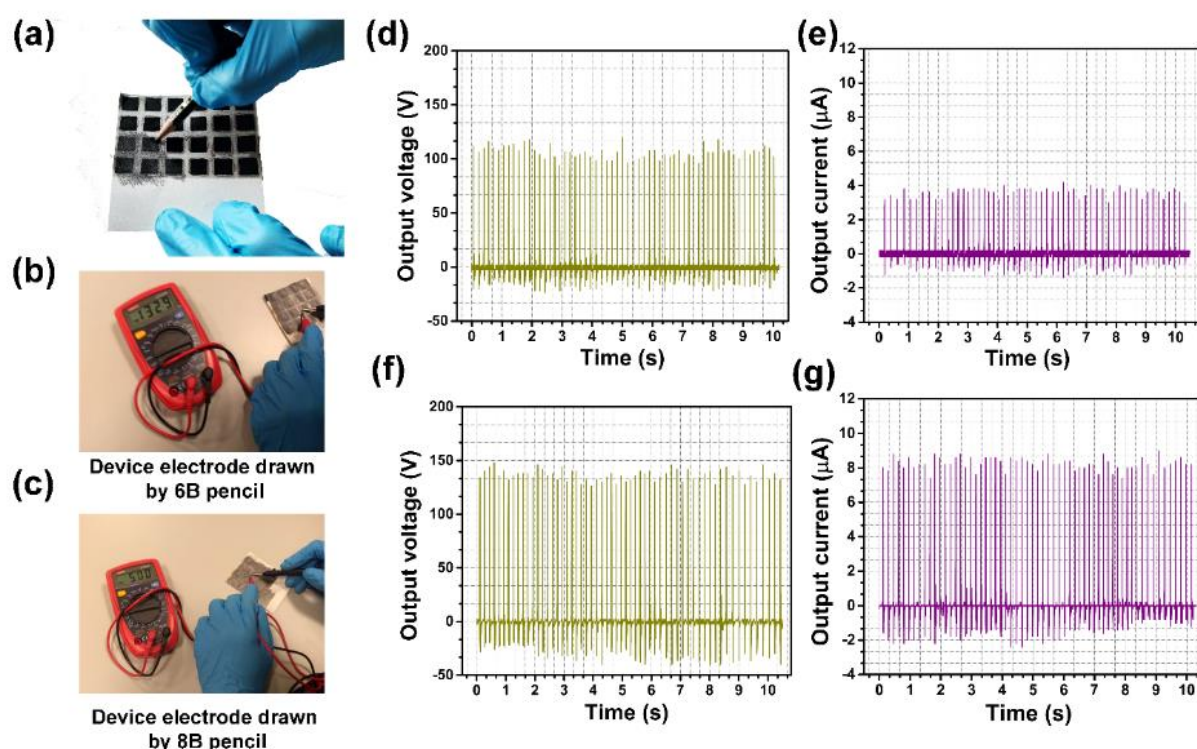 (a)
(b)
.132.9
Device electrode drawn
by 6B pencil
(c)
500
Device electrode drawn
by 8B pencil
(d)
200
150
100
50
0
-50
Output voltage (V)
0 1 2 3 4 5 6 7 8 9 10
Time (s)
(e)
12
10
8
6
4
2
0
-2
-4
Output current (μA)
0 1 2 3 4 5 6 7 8 9 10
Time (s)
(f)
200
150
100
50
0
-50
Output voltage (V)
0 1 2 3 4 5 6 7 8 9 10
Time (s)
(g)
12
10
8
6
4
2
0
-2
-4
Output current (μA)
0 1 2 3 4 5 6 7 8 9 10
Time (s)